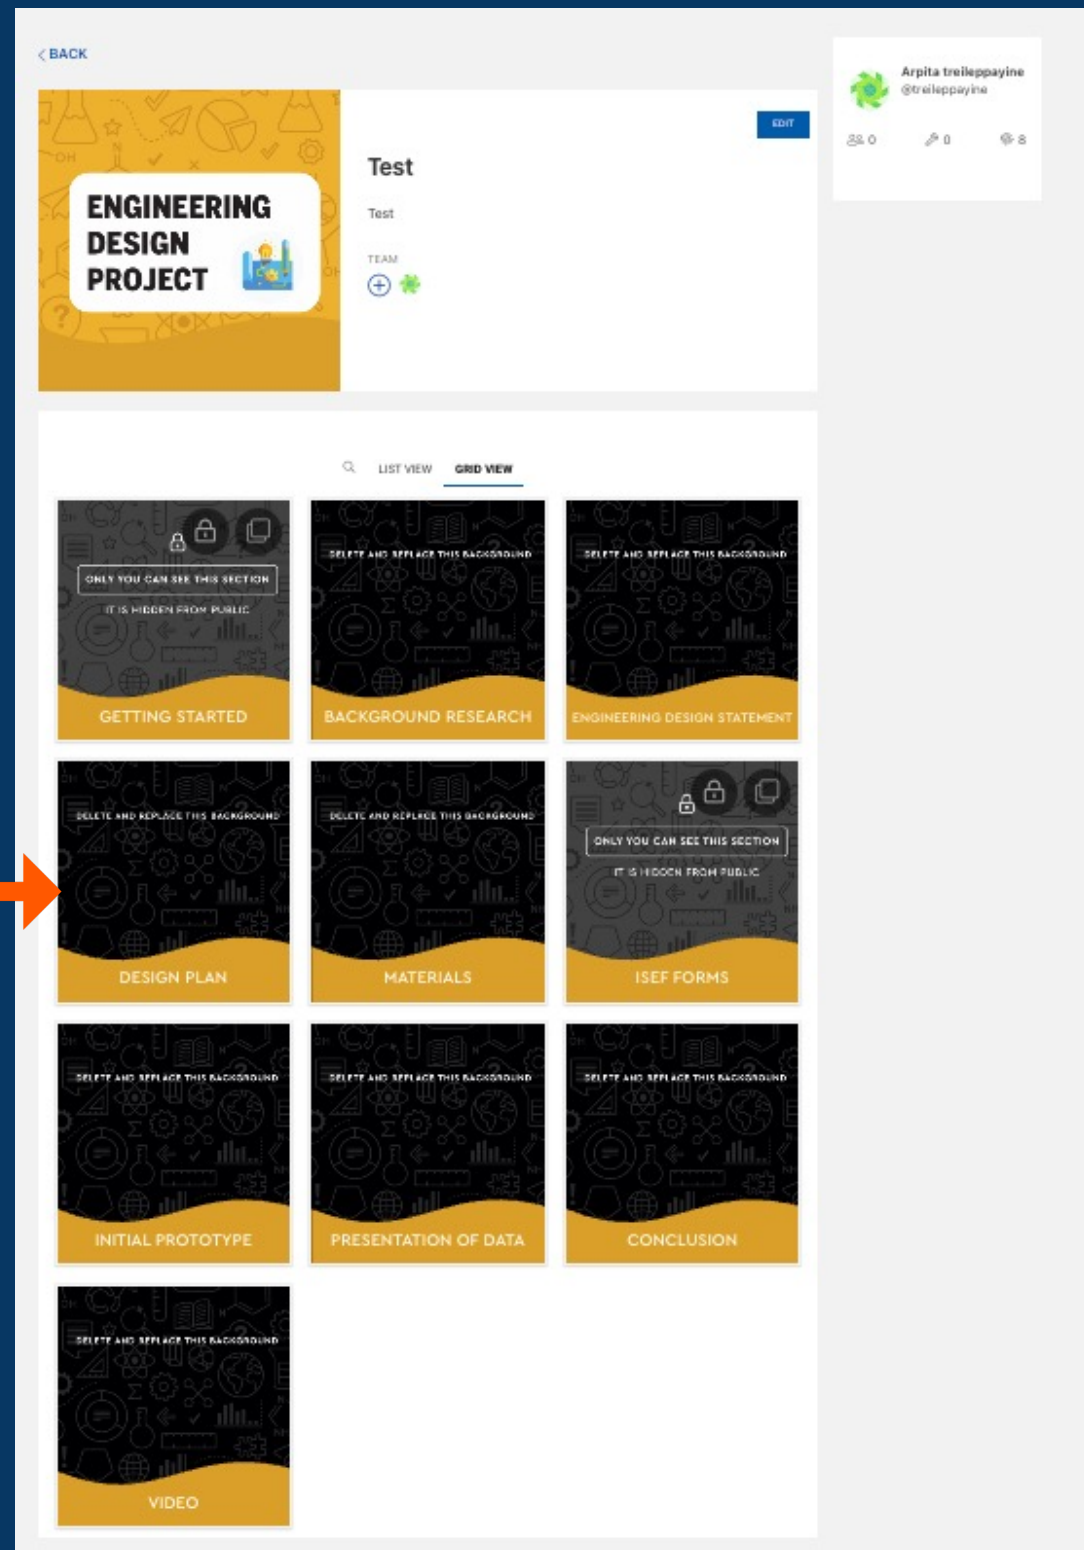 < BACK
Arpita treileppayine
@treileppayine
0 0 8
EDIT
ENGINEERING
DESIGN
PROJECT
Test
Test
TEAM
LIST VIEW GRID VIEW
ONLY YOU CAN SEE THIS SECTION
IT IS HIDDEN FROM PUBLIC
GETTING STARTED
DELETE AND REPLACE THIS BACKGROUND
BACKGROUND RESEARCH
DELETE AND REPLACE THIS BACKGROUND
ENGINEERING DESIGN STATEMENT
DELETE AND REPLACE THIS BACKGROUND
DESIGN PLAN
DELETE AND REPLACE THIS BACKGROUND
MATERIALS
ONLY YOU CAN SEE THIS SECTION
IT IS HIDDEN FROM PUBLIC
ISEF FORMS
DELETE AND REPLACE THIS BACKGROUND
INITIAL PROTOTYPE
DELETE AND REPLACE THIS BACKGROUND
PRESENTATION OF DATA
DELETE AND REPLACE THIS BACKGROUND
CONCLUSION
DELETE AND REPLACE THIS BACKGROUND
VIDEO